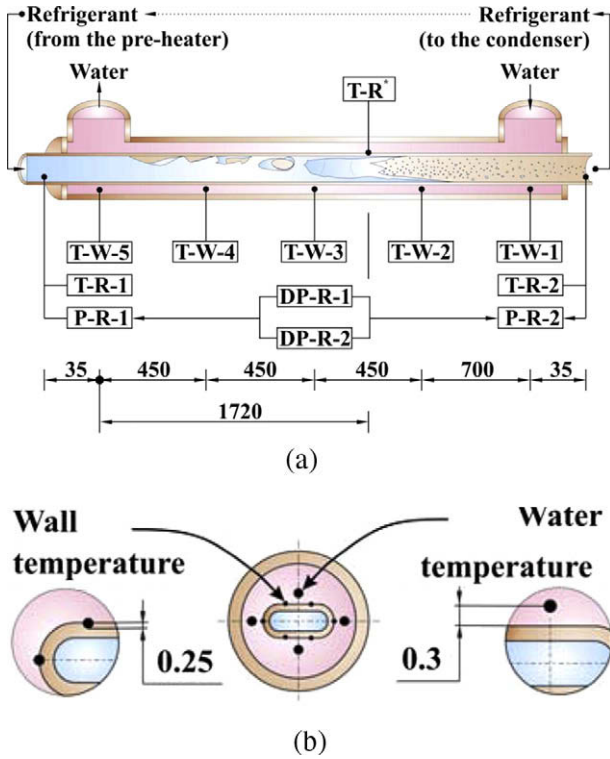 Refrigerant
(from the pre-heater)
Refrigerant
(to the condenser)
Water
Water
T-R*
T-W-5
T-W-4
T-W-3
T-W-2
T-W-1
T-R-1
DP-R-1
T-R-2
P-R-1
DP-R-2
P-R-2
35
450
450
450
700
35
1720
(a)
Wall
temperature
Water
temperature
0.25
0.3
(b)